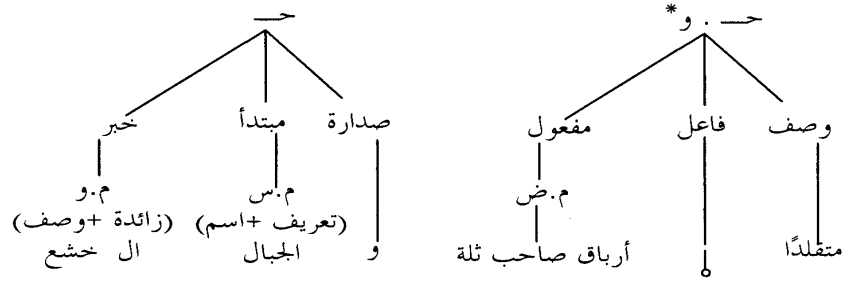 حـ . و*
وصف فاعل مفعول
م.ض
متقلدًا أرباق صاحب ثلة
حـ
صدارة مبتدأ خبر
م.س م.و
(تعريف +اسم) (زائدة +وصف)
و الجبال ال خشع